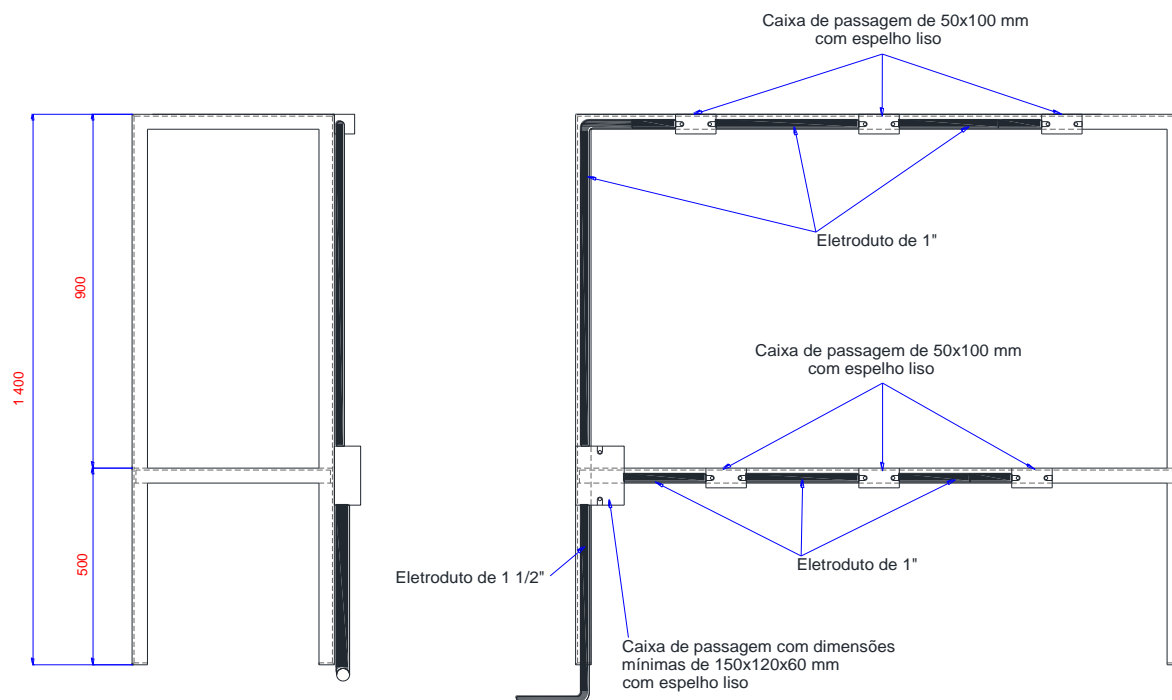 Caixa de passagem de 50x100 mm
com espelho liso
900
Eletroduto de 1"
1 400
Caixa de passagem de 50x100 mm
com espelho liso
500
Eletroduto de 1 1/2"
Eletroduto de 1"
Caixa de passagem com dimensões
mínimas de 150x120x60 mm
com espelho liso